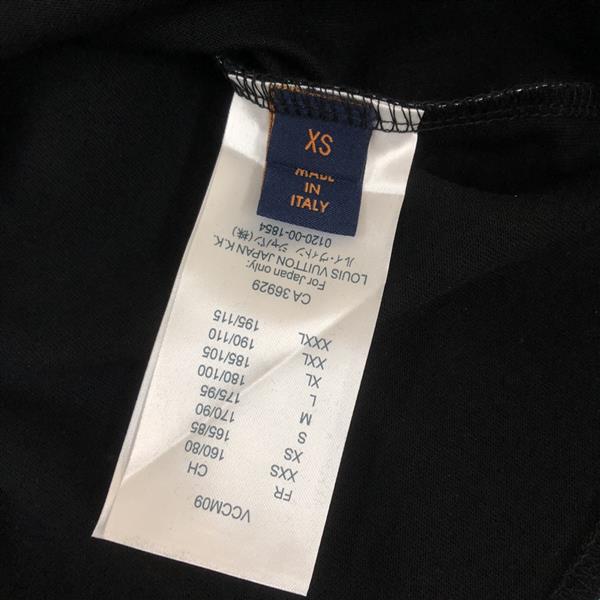 XS
MADE
IN
ITALY
VCCM09
FR CH
XXS 160/80
XS 165/85
S 170/90
M 175/95
L 180/100
XL 185/105
XXL 190/110
XXXL 195/115
CA 36929
For Japan only:
LOUIS VUITTON JAPAN K.K.
ルイ・ヴィトン ジャパン(株)
0120-00-1854